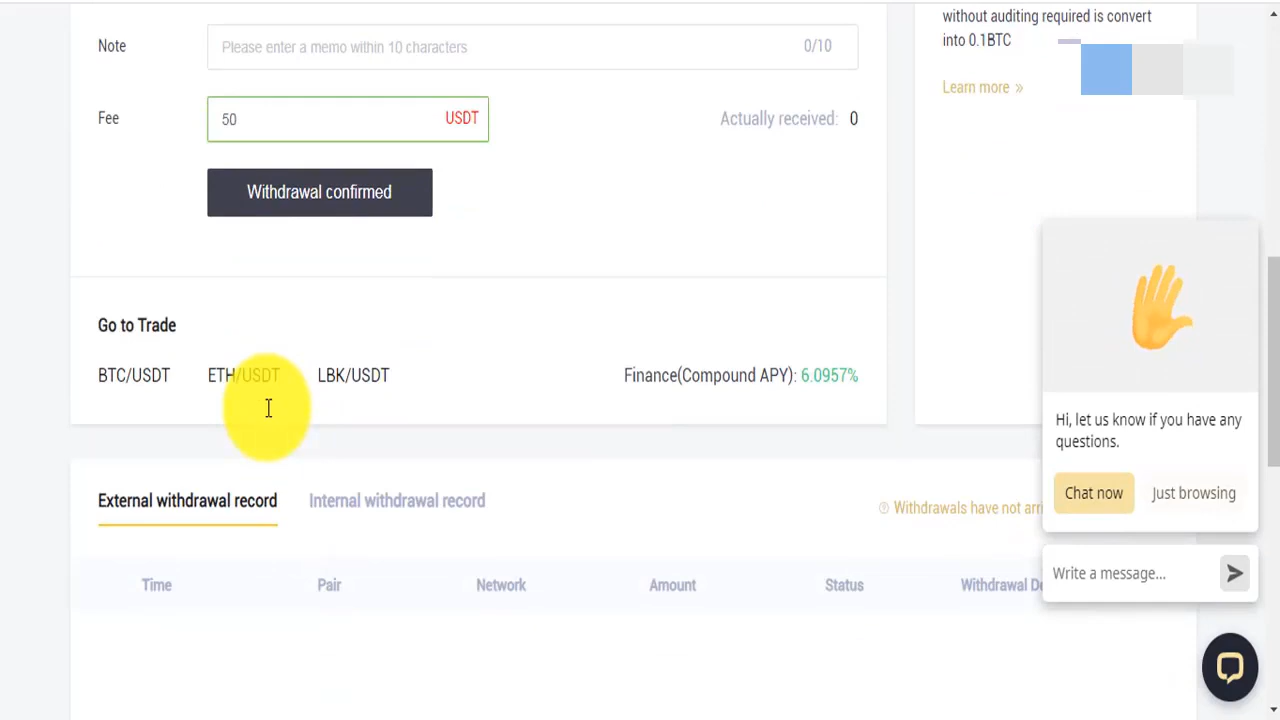 without auditing required is convert
into 0.1BTC
Learn more »
Note
Please enter a memo within 10 characters
0/10
Fee
50
USDT
Actually received: 0
Withdrawal confirmed
Go to Trade
BTC/USDT
ETH/USDT
LBK/USDT
Finance(Compound APY): 6.0957%
Hi, let us know if you have any
questions.
Chat now
Just browsing
Write a message...
External withdrawal record
Internal withdrawal record
Withdrawals have not
Time
Pair
Network
Amount
Status
Withdrawal